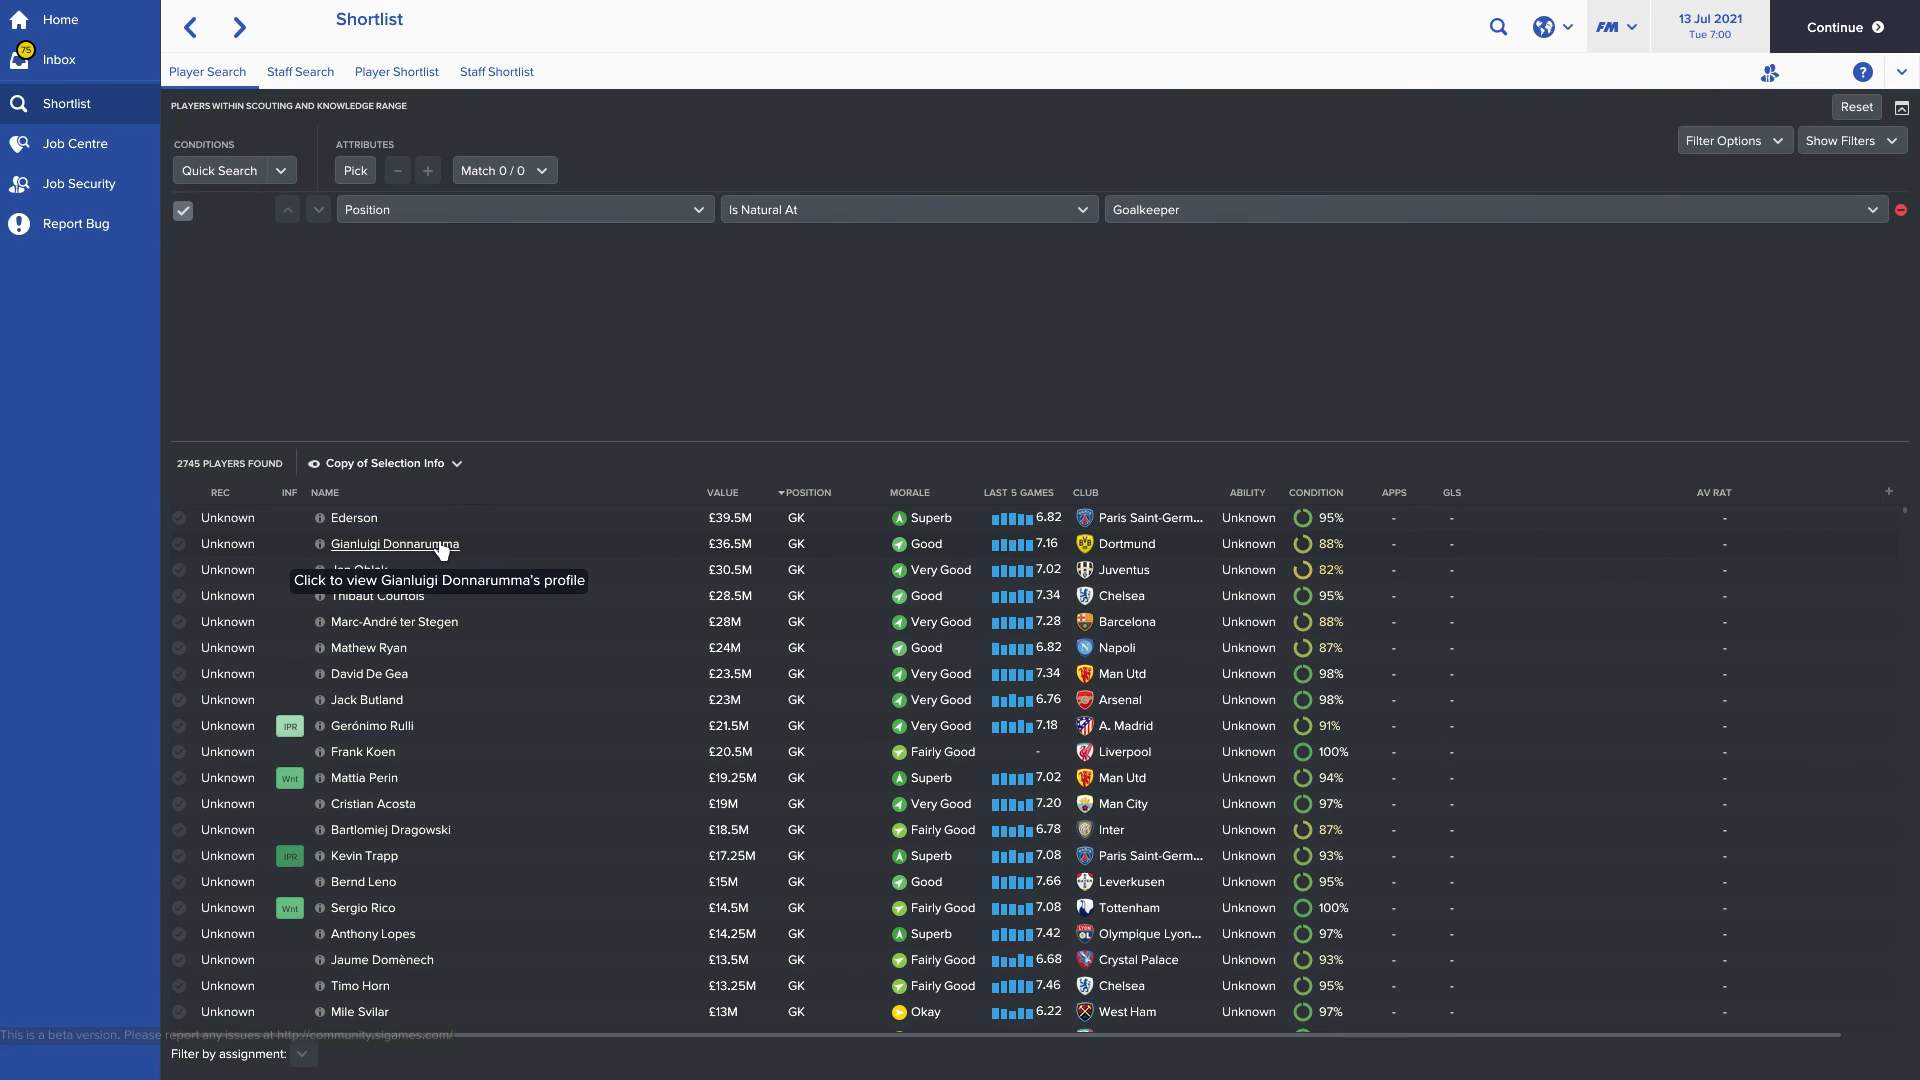 Home
75
Inbox
Shortlist
Job Centre
Job Security
Report Bug
Shortlist
FM
13 Jul 2021
Tue 7:00
Continue
Player Search Staff Search Player Shortlist Staff Shortlist
?
PLAYERS WITHIN SCOUTING AND KNOWLEDGE RANGE
Reset
CONDITIONS ATTRIBUTES
Filter Options Show Filters
Quick Search Pick - + Match 0 / 0
Position Is Natural At Goalkeeper
2745 PLAYERS FOUND Copy of Selection Info
REC INF NAME VALUE POSITION MORALE LAST 5 GAMES CLUB ABILITY CONDITION APPS GLS AV RAT +
Unknown Ederson £39.5M GK Superb 6.82 Paris Saint-Germ... Unknown 95% - - -
Unknown Gianluigi Donnarumma £36.5M GK Good 7.16 Dortmund Unknown 88% - - -
Unknown Jan Oblak £30.5M GK Very Good 7.02 Juventus Unknown 82% - - -
Click to view Gianluigi Donnarumma's profile
Unknown Thibaut Courtois £28.5M GK Good 7.34 Chelsea Unknown 95% - - -
Unknown Marc-André ter Stegen £28M GK Very Good 7.28 Barcelona Unknown 88% - - -
Unknown Mathew Ryan £24M GK Good 6.82 Napoli Unknown 87% - - -
Unknown David De Gea £23.5M GK Very Good 7.34 Man Utd Unknown 98% - - -
Unknown Jack Butland £23M GK Very Good 6.76 Arsenal Unknown 98% - - -
Unknown IPR Gerónimo Rulli £21.5M GK Very Good 7.18 A. Madrid Unknown 91% - - -
Unknown Frank Koen £20.5M GK Fairly Good - Liverpool Unknown 100% - - -
Unknown Wnt Mattia Perin £19.25M GK Superb 7.02 Man Utd Unknown 94% - - -
Unknown Cristian Acosta £19M GK Very Good 7.20 Man City Unknown 97% - - -
Unknown Bartlomiej Dragowski £18.5M GK Fairly Good 6.78 Inter Unknown 87% - - -
Unknown IPR Kevin Trapp £17.25M GK Superb 7.08 Paris Saint-Germ... Unknown 93% - - -
Unknown Bernd Leno £15M GK Good 7.66 Leverkusen Unknown 95% - - -
Unknown Wnt Sergio Rico £14.5M GK Fairly Good 7.08 Tottenham Unknown 100% - - -
Unknown Anthony Lopes £14.25M GK Superb 7.42 Olympique Lyon... Unknown 97% - - -
Unknown Jaume Domènech £13.5M GK Fairly Good 6.68 Crystal Palace Unknown 93% - - -
Unknown Timo Horn £13.25M GK Fairly Good 7.46 Chelsea Unknown 95% - - -
Unknown Mile Svilar £13M GK Okay 6.22 West Ham Unknown 97% - - -
This is a beta version. Please report any issues at http://community.sigames.com/
Filter by assignment: